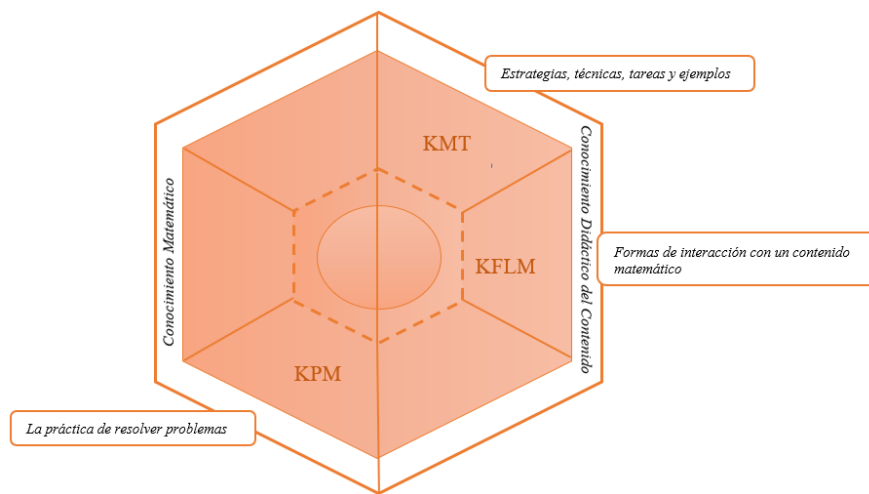 Estrategias, técnicas, tareas y ejemplos
KMT
Conocimiento Matemático
Conocimiento Didáctico del Contenido
Formas de interacción con un contenido
matemático
KFLM
KPM
La práctica de resolver problemas